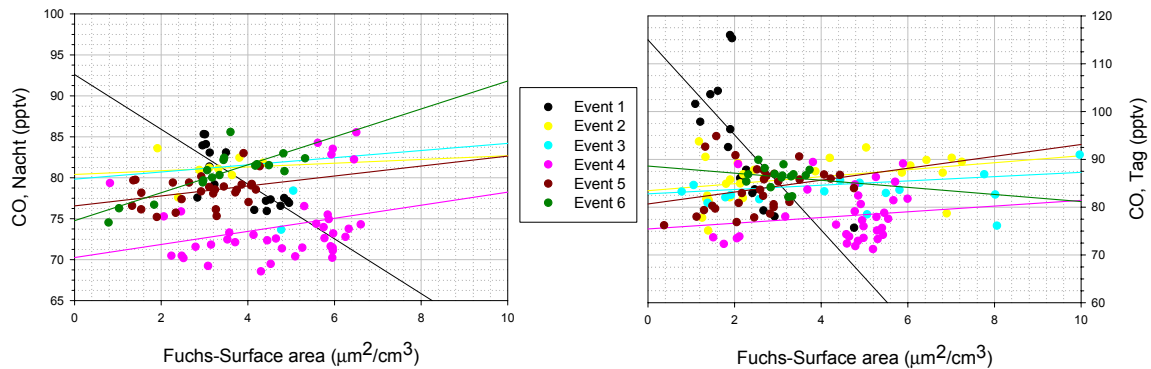 CO, Nacht (pptv)
100
95
90
85
80
75
70
65
0
2
4
6
8
10
Fuchs-Surface area (μm²/cm³)
Event 1
Event 2
Event 3
Event 4
Event 5
Event 6
120
110
100
90
80
70
60
CO, Tag (pptv)
0
2
4
6
8
10
Fuchs-Surface area (μm²/cm³)